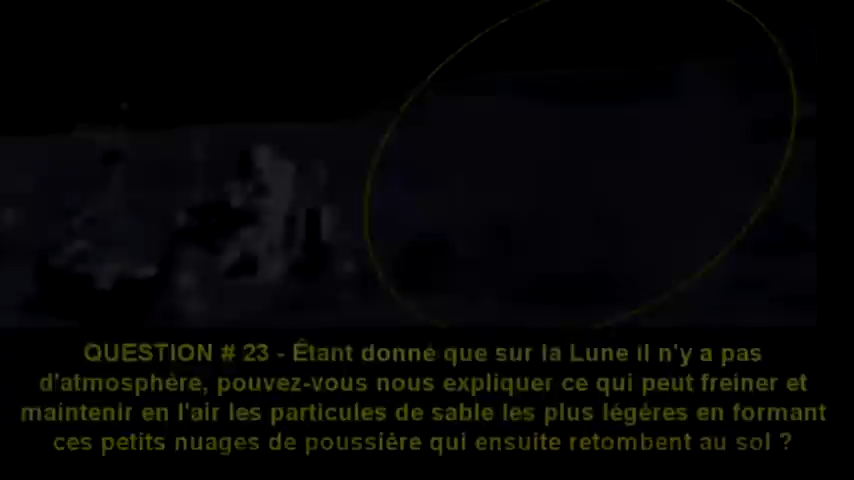 QUESTION # 23 - Étant donné que sur la Lune il n'y a pas
d'atmosphère, pouvez-vous nous expliquer ce qui peut freiner et
maintenir en l'air les particules de sable les plus légères en formant
ces petits nuages de poussière qui ensuite retombent au sol ?